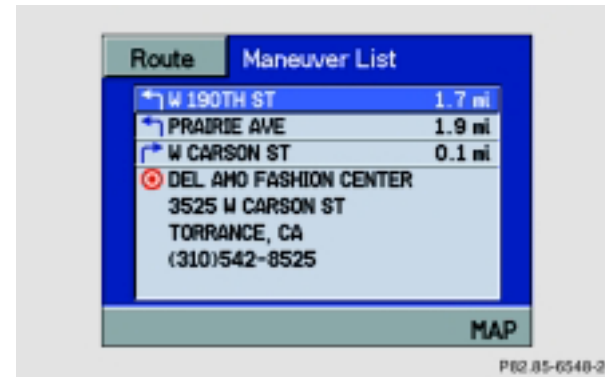 Route Maneuver List
W 190TH ST 1.7 mi
PRAIRIE AVE 1.9 mi
W CARSON ST 0.1 mi
DEL AMO FASHION CENTER
3525 W CARSON ST
TORRANCE, CA
(310)542-8525
MAP
P82.85-6548-2